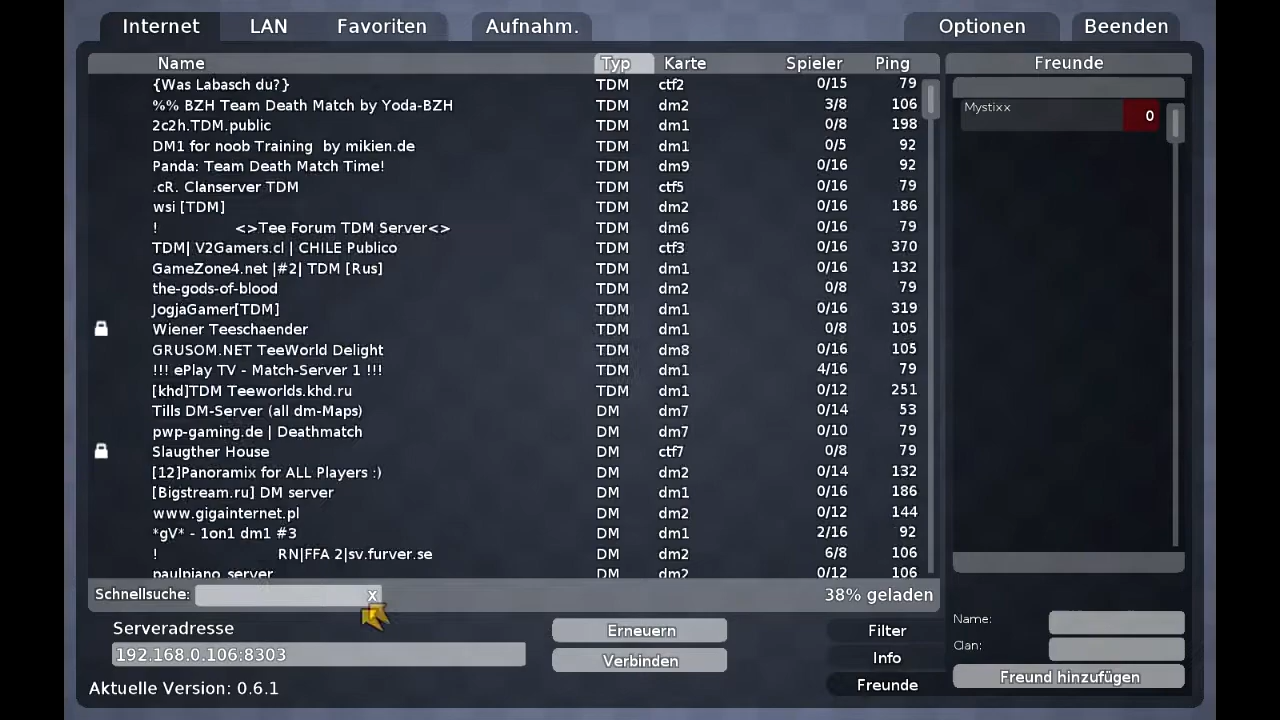 Internet LAN Favoriten Aufnahm. Optionen Beenden
Name Typ Karte Spieler Ping Freunde
{Was Labasch du?} TDM ctf2 0/15 79
%% BZH Team Death Match by Yoda-BZH TDM dm2 3/8 106
Mystixx 0
2c2h.TDM.public TDM dm1 0/8 198
DM1 for noob Training  by mikien.de TDM dm1 0/5 92
Panda: Team Death Match Time! TDM dm9 0/16 92
.cR. Clanserver TDM TDM ctf5 0/16 79
wsi [TDM] TDM dm2 0/16 186
! <>Tee Forum TDM Server<> TDM dm6 0/16 79
TDM| V2Gamers.cl | CHILE Publico TDM ctf3 0/16 370
GameZone4.net |#2| TDM [Rus] TDM dm1 0/16 132
the-gods-of-blood TDM dm2 0/8 79
JogjaGamer[TDM] TDM dm1 0/16 319
Wiener Teeschaender TDM dm1 0/8 105
GRUSOM.NET TeeWorld Delight TDM dm8 0/16 105
!!! ePlay TV - Match-Server 1 !!! TDM dm1 4/16 79
[khd]TDM Teeworlds.khd.ru TDM dm1 0/12 251
Tills DM-Server (all dm-Maps) DM dm7 0/14 53
pwp-gaming.de | Deathmatch DM dm7 0/10 79
Slaugther House DM ctf7 0/8 79
[12]Panoramix for ALL Players :) DM dm2 0/14 132
[Bigstream.ru] DM server DM dm1 0/16 186
www.gigainternet.pl DM dm2 0/12 144
*gV* - 1on1 dm1 #3 DM dm1 2/16 92
! RN|FFA 2|sv.furver.se DM dm2 6/8 106
paulpiano_server DM dm2 0/12 106
Schnellsuche: x 38% geladen
Serveradresse Erneuern Filter Name:
192.168.0.106:8303 Verbinden Info Clan:
Aktuelle Version: 0.6.1 Freunde Freund hinzufügen